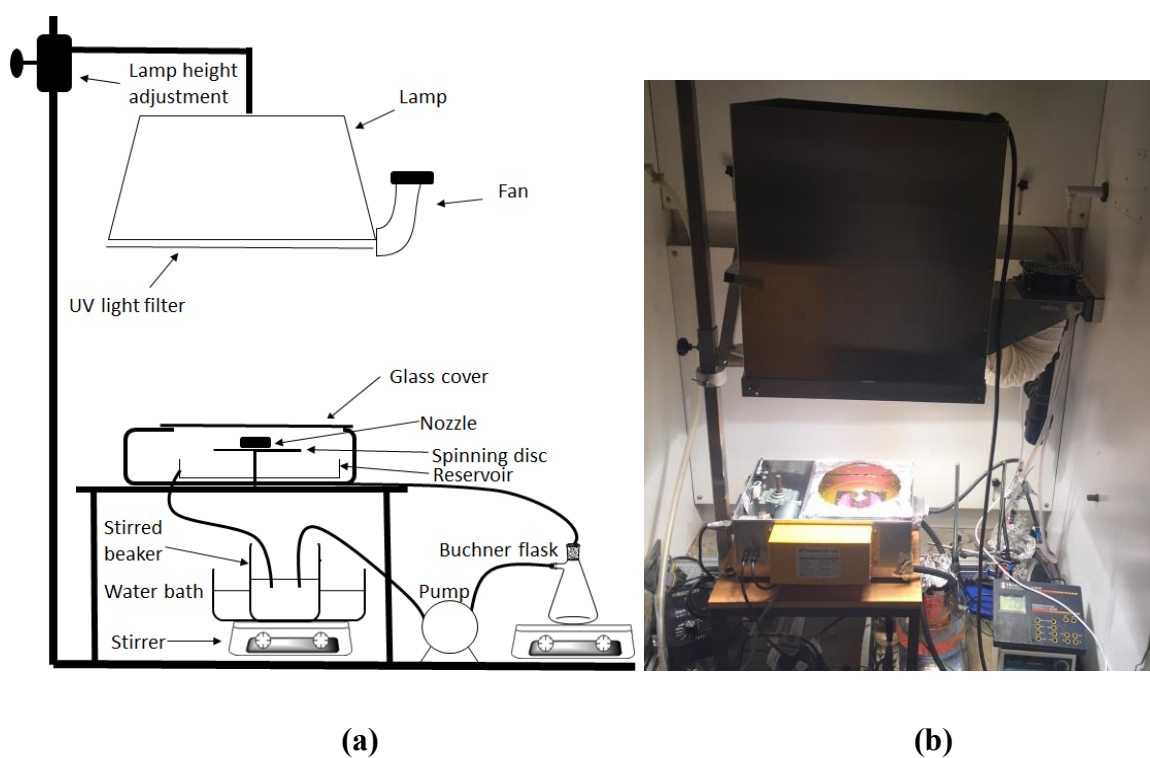 Lamp height
adjustment
Lamp
Fan
UV light filter
Glass cover
Nozzle
Spinning disc
Reservoir
Stirred
beaker
Buchner flask
Water bath
Pump
Stirrer
(a)
(b)